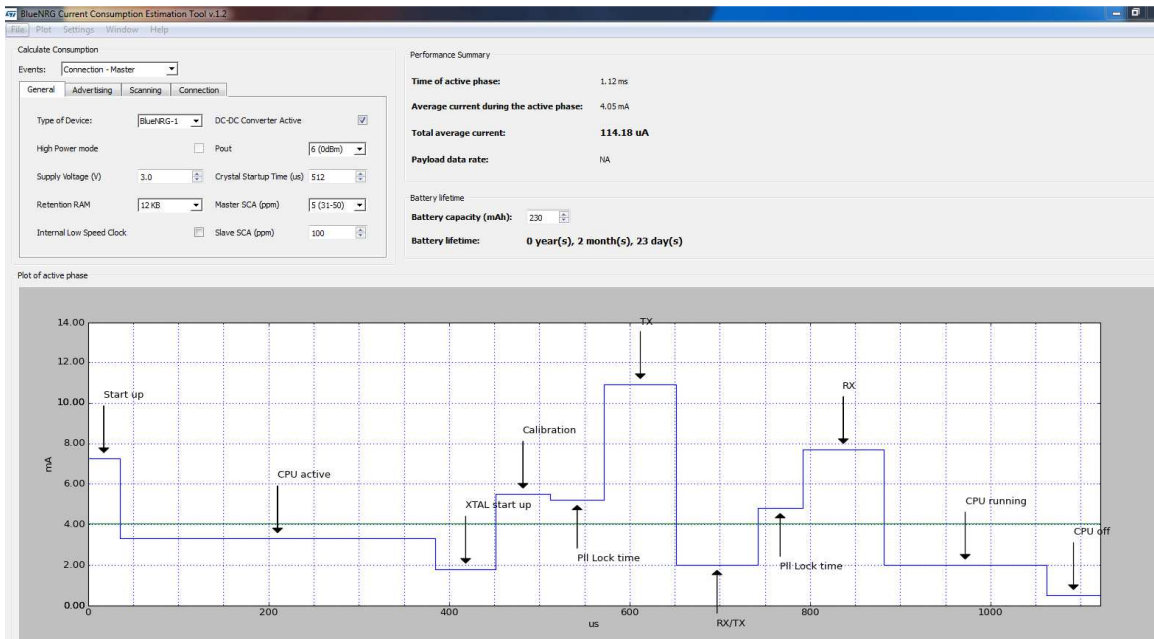 BlueNRG Current Consumption Estimation Tool v.1.2
File Plot Settings Window Help
Calculate Consumption
Events: Connection - Master
General Advertising Scanning Connection
Type of Device: BlueNRG-1 DC-DC Converter Active
High Power mode Pout 6 (0dBm)
Supply Voltage (V) 3.0 Crystal Startup Time (us) 512
Retention RAM 12 KB Master SCA (ppm) 5 (31-50)
Internal Low Speed Clock Slave SCA (ppm) 100
Performance Summary
Time of active phase: 1.12 ms
Average current during the active phase: 4.05 mA
Total average current: 114.18 uA
Payload data rate: NA
Battery lifetime
Battery capacity (mAh): 230
Battery lifetime: 0 year(s), 2 month(s), 23 day(s)
Plot of active phase
14.00
12.00
10.00
8.00
6.00
4.00
2.00
0.00
mA
Start up
CPU active
XTAL start up
Calibration
Pll Lock time
TX
RX/TX
Pll Lock time
RX
CPU running
CPU off
0 200 400 600 800 1000
us